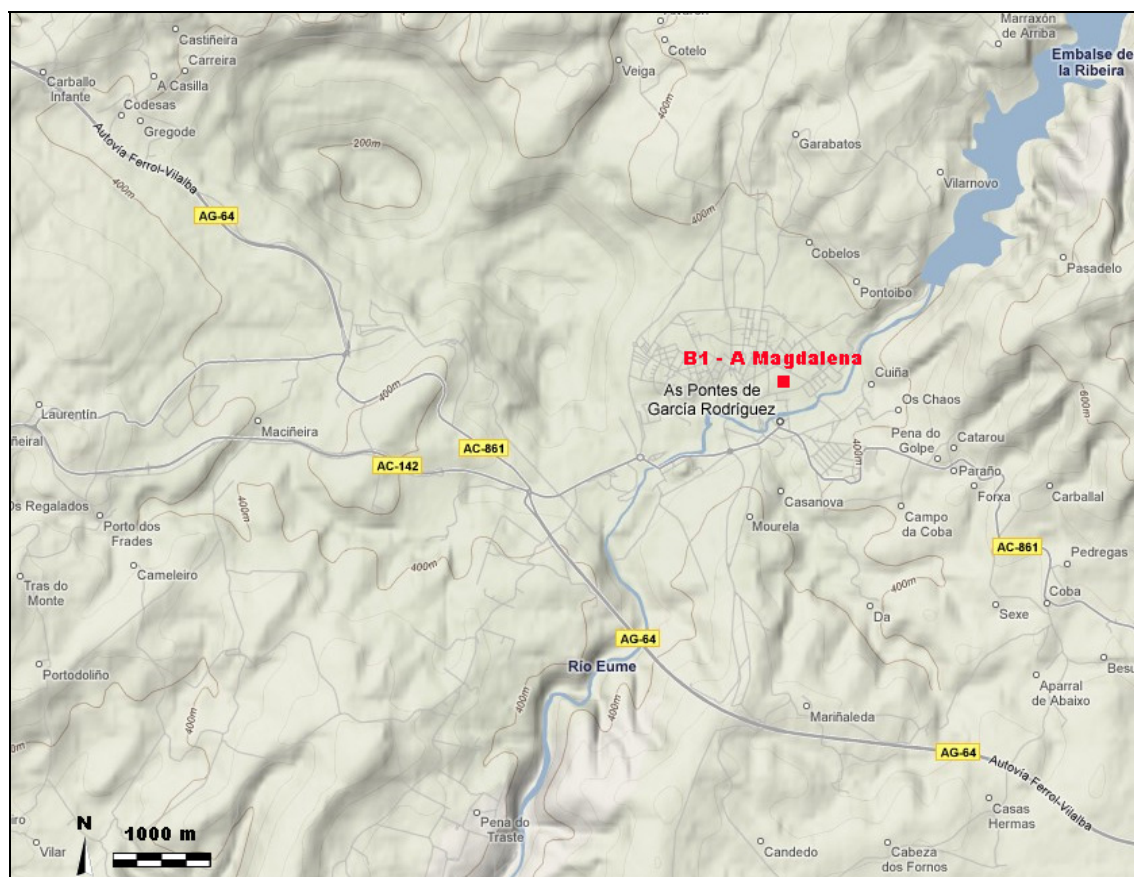 Castiñeira
Cotelo
Marraxón
de Arriba
Carreira
Veiga
Embalse de
la Ribeira
Carballo
Infante
A Casilla
Codesas
Gregode
400m
200m
Garabatos
Autovía Ferrol-Vilalba
400m
Vilarnovo
400m
AG-64
Cobelos
Pasadelo
Pontoibo
B1 - A Magdalena
As Pontes de
García Rodríguez
Cuiña
400m
600m
Laurentín
Os Chaos
Maciñeira
AC-861
Pena do
Golpe
Catarou
400m
AC-142
Paraño
Forxa
Carballal
Casanova
400m
Porto dos
Frades
Mourela
Campo
da Coba
AC-861
Pedregas
Cameleiro
400m
Tras do
Monte
400m
Da
Sexe
Coba
AG-64
Río Eume
Portodoliño
400m
400m
400m
Aparral
de Abaixo
Mariñaleda
400m
AG-64
Autovía Ferrol-Vilalba
Casas
Hermas
Pena do
Traste
N
1000 m
Vilar
Candedo
Cabeza
dos Fornos